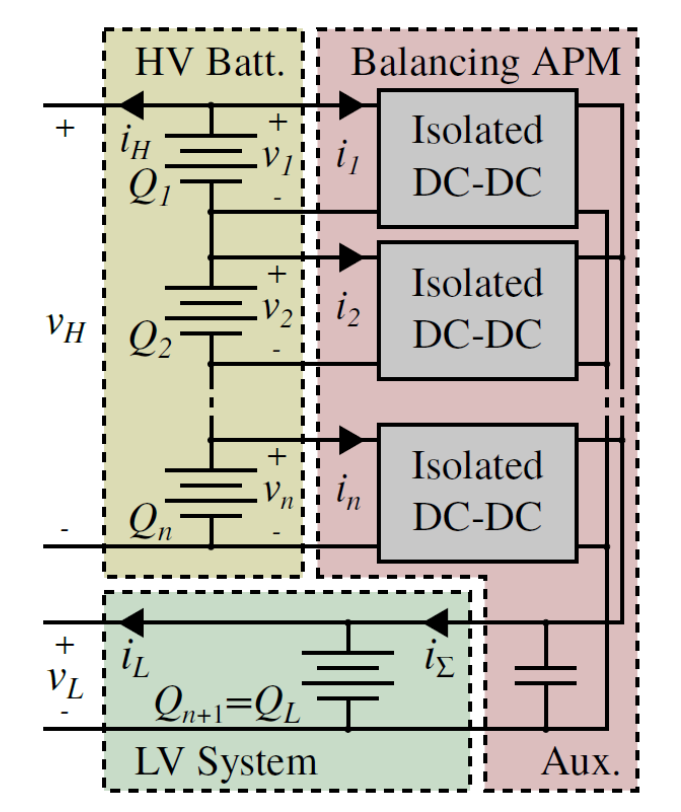 HV Batt.
Balancing APM
+
i_H
Q_1
+
v_1
-
i_1
Isolated
DC-DC
v_H
Q_2
+
v_2
-
i_2
Isolated
DC-DC
Q_n
+
v_n
-
i_n
Isolated
DC-DC
-
+
v_L
-
i_L
i_Σ
Q_{n+1}=Q_L
LV System
Aux.